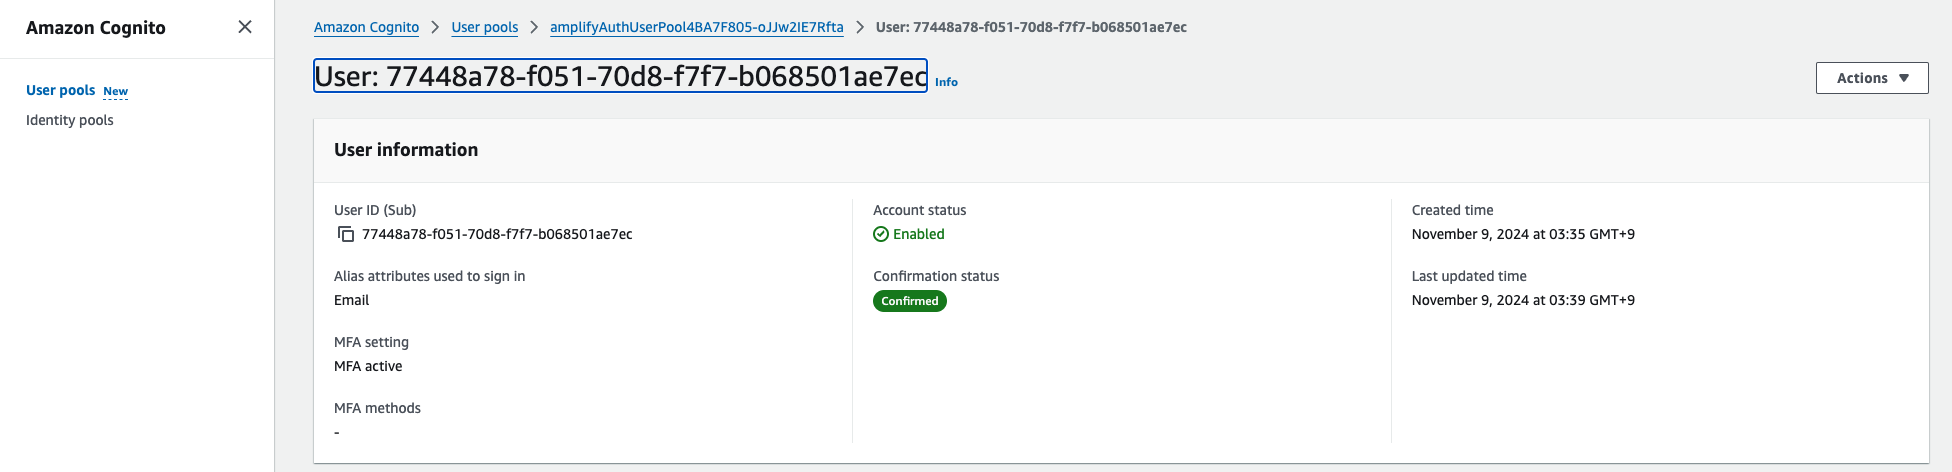 Amazon Cognito
User pools New
Identity pools
Amazon Cognito > User pools > amplifyAuthUserPool4BA7F805-oJJw2IE7Rfta > User: 77448a78-f051-70d8-f7f7-b068501ae7ec
User: 77448a78-f051-70d8-f7f7-b068501ae7ec Info
Actions
User information
User ID (Sub)
77448a78-f051-70d8-f7f7-b068501ae7ec
Alias attributes used to sign in
Email
MFA setting
MFA active
MFA methods
-
Account status
Enabled
Confirmation status
Confirmed
Created time
November 9, 2024 at 03:35 GMT+9
Last updated time
November 9, 2024 at 03:39 GMT+9